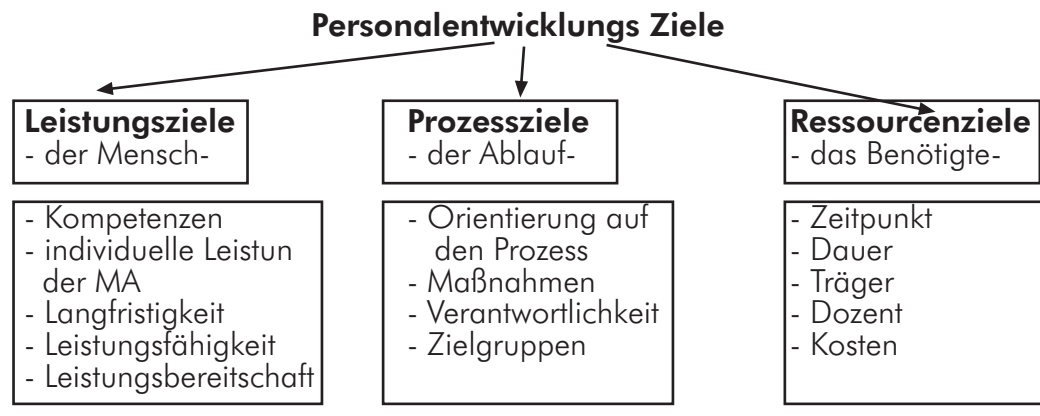 Personalentwicklungs Ziele
Leistungsziele
- der Mensch-
Prozessziele
- der Ablauf-
Ressourcenziele
- das Benötigte-
- Kompetenzen
- individuelle Leistun
der MA
- Langfristigkeit
- Leistungsfähigkeit
- Leistungsbereitschaft
- Orientierung auf
den Prozess
- Maßnahmen
- Verantwortlichkeit
- Zielgruppen
- Zeitpunkt
- Dauer
- Träger
- Dozent
- Kosten